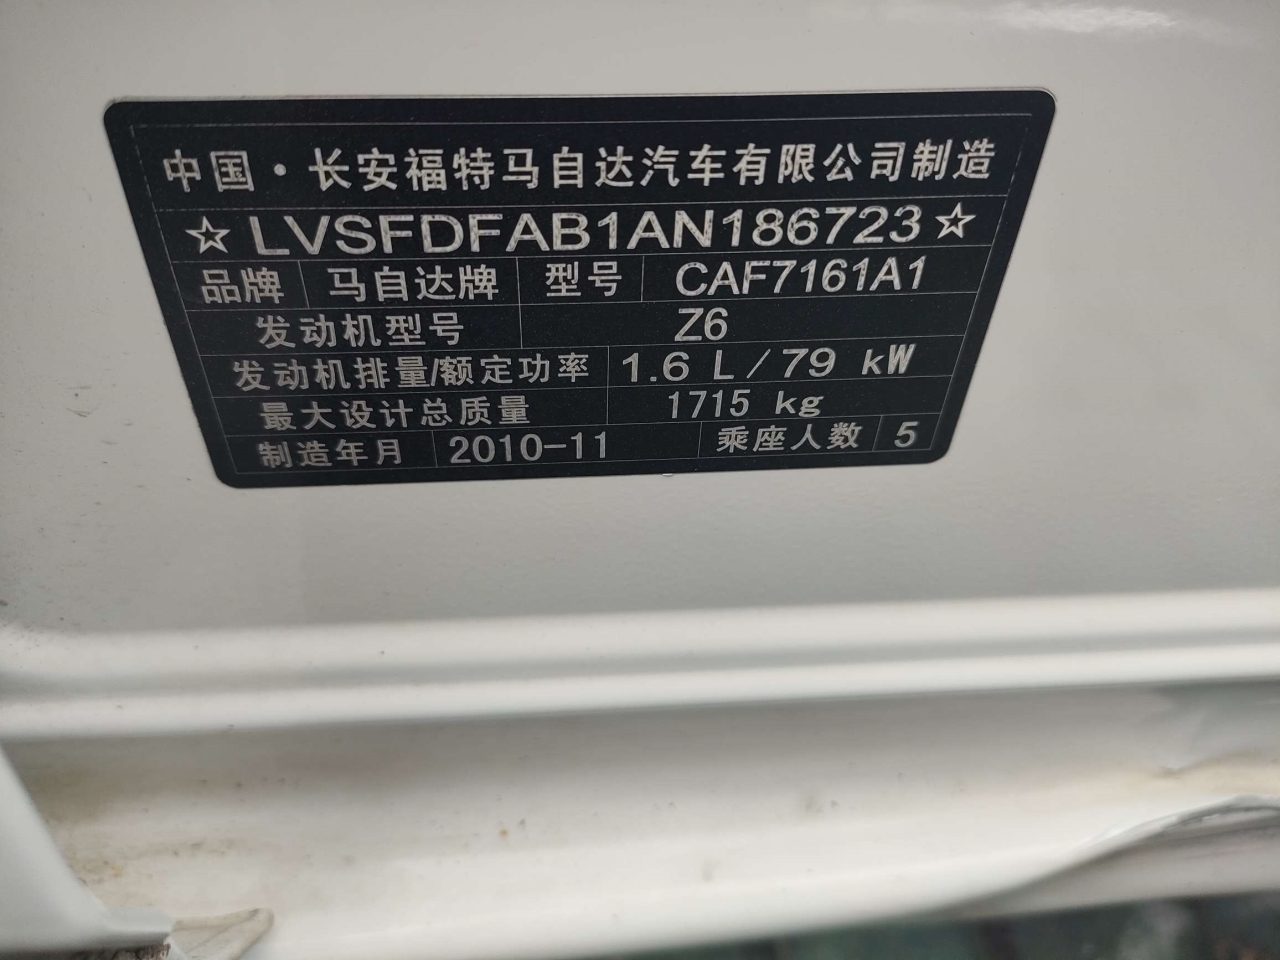 中国·长安福特马自达汽车有限公司制造
☆LVSFDFAB1AN186723☆
品牌 马自达牌 型号 CAF7161A1
发动机型号 Z6
发动机排量/额定功率 1.6 L/79 kW
最大设计总质量 1715 kg
制造年月 2010-11 乘座人数 5